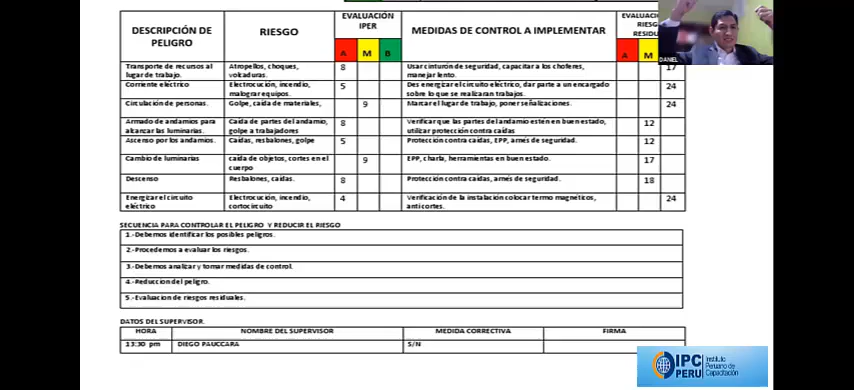 DESCRIPCIÓN DE PELIGRO RIESGO EVALUACIÓN IPER MEDIDAS DE CONTROL A IMPLEMENTAR
A M B A M
DANIEL
Transporte de recursos al lugar de trabajo. Atropellos, choques, volcaduras. 8 Usar cinturón de seguridad, capacitar a los choferes, manejar lento. 17
Corriente eléctrico Electrocución, incendio, malograr equipos. 5 Des energizar el circuito eléctrico, dar parte a un encargado sobre lo que se realizaran trabajos. 24
Circulación de personas. Golpe, caída de materiales, 9 Marcar el lugar de trabajo, poner señalizaciones. 24
Armado de andamios para alcanzar las luminarias. Caída de partes del andamio, golpe a trabajadores 8 Verificar que las partes del andamio estén en buen estado, utilizar protección contra caídas 12
Ascenso por los andamios. Caídas, resbalones, golpe 5 Protección contra caídas, EPP, arnés de seguridad. 12
Cambio de luminarias caída de objetos, cortes en el cuerpo 9 EPP, charla, herramientas en buen estado. 17
Descenso Resbalones, caídas. 8 Protección contra caídas, arnés de seguridad. 18
Energizar el circuito eléctrico Electrocución, incendio, cortocircuito 4 Verificación de la instalación colocar termo magnéticos, anti cortes. 24
SECUENCIA PARA CONTROLAR EL PELIGRO Y REDUCIR EL RIESGO
1.-Debemos identificar los posibles peligros.
2.-Procedemos a evaluar los riesgos.
3.-Debemos analizar y tomar medidas de control.
4.-Reduccion del peligro.
5.-Evaluacion de riesgos residuales.
DATOS DEL SUPERVISOR.
HORA NOMBRE DEL SUPERVISOR MEDIDA CORRECTIVA FIRMA
13:30 pm DIEGO PAUCCARA S/N
IPC PERÚ
Instituto
Peruano de
Capacitación